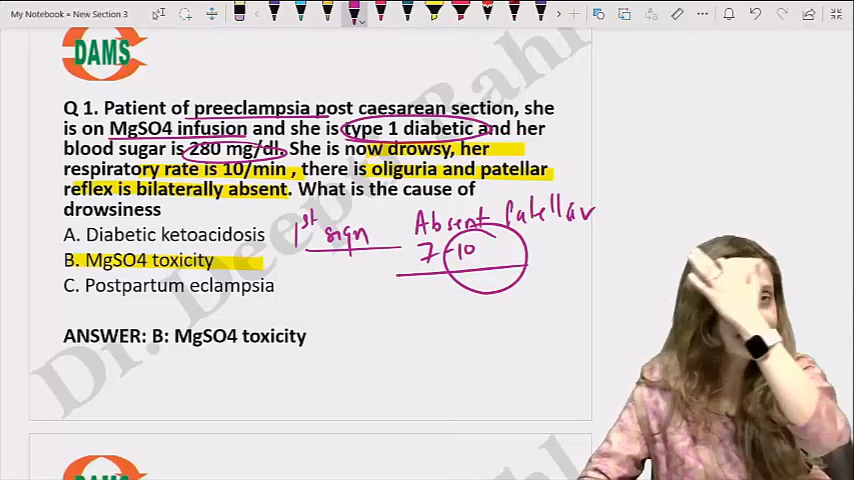 My Notebook – New Section 3
DAMS
Q 1. Patient of preeclampsia post caesarean section, she
is on MgSO4 infusion and she is type 1 diabetic and her
blood sugar is 280 mg/dl. She is now drowsy, her
respiratory rate is 10/min , there is oliguria and patellar
reflex is bilaterally absent. What is the cause of
drowsiness
A. Diabetic ketoacidosis
B. MgSO4 toxicity
C. Postpartum eclampsia
1st sign Absent Patellar
7-10
ANSWER: B: MgSO4 toxicity
Dr. Deepti Bahl